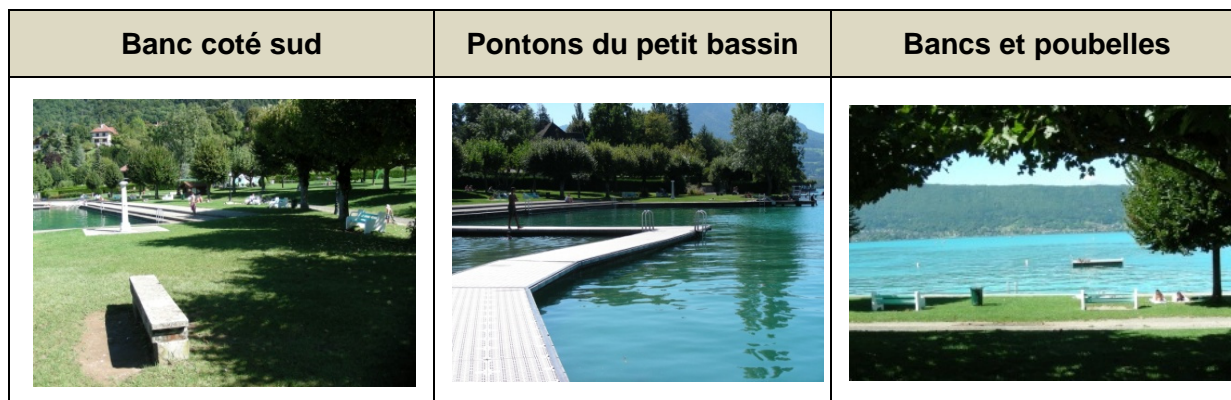 Banc coté sud
Pontons du petit bassin
Bancs et poubelles